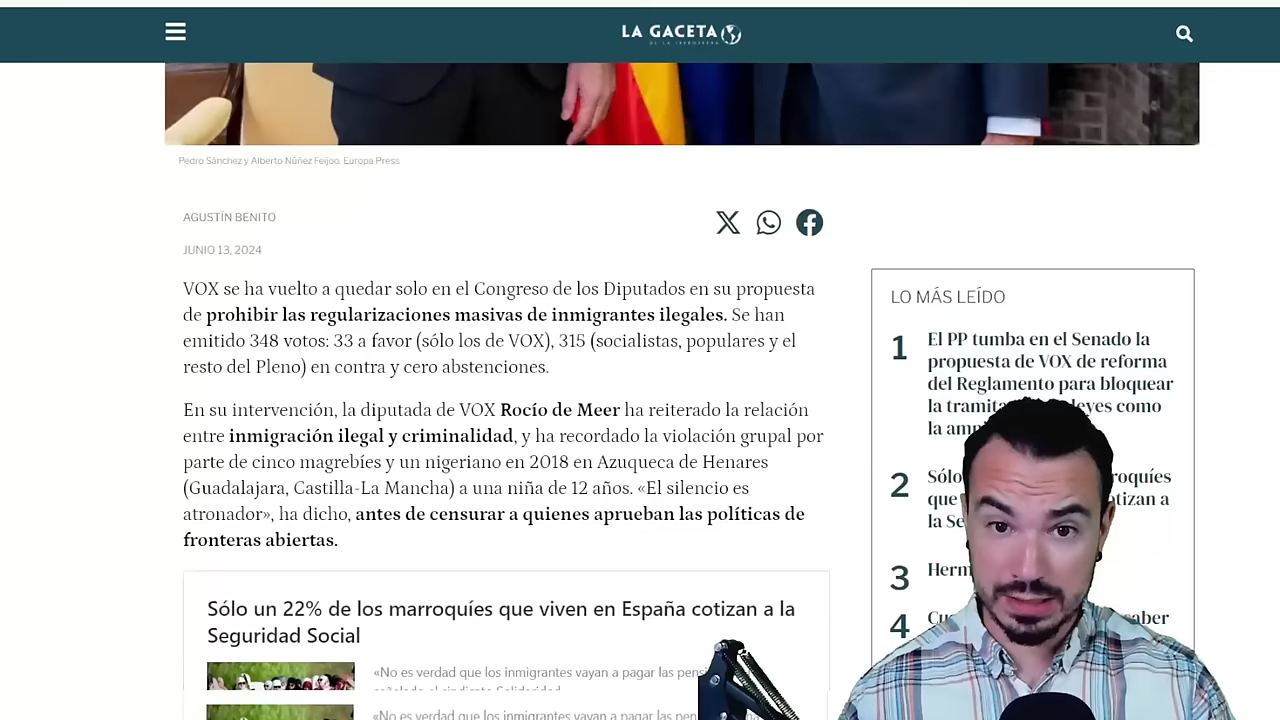 LA GACETA
Pedro Sánchez y Alberto Núñez Feijoo. Europa Press
AGUSTÍN BENITO
JUNIO 13, 2024
VOX se ha vuelto a quedar solo en el Congreso de los Diputados en su propuesta
de prohibir las regularizaciones masivas de inmigrantes ilegales. Se han
emitido 348 votos: 33 a favor (sólo los de VOX), 315 (socialistas, populares y el
resto del Pleno) en contra y cero abstenciones.
En su intervención, la diputada de VOX Rocío de Meer ha reiterado la relación
entre inmigración ilegal y criminalidad, y ha recordado la violación grupal por
parte de cinco magrebíes y un nigeriano en 2018 en Azuqueca de Henares
(Guadalajara, Castilla-La Mancha) a una niña de 12 años. «El silencio es
atronador», ha dicho, antes de censurar a quienes aprueban las políticas de
fronteras abiertas.
Sólo un 22% de los marroquíes que viven en España cotizan a la
Seguridad Social
«No es verdad que los inmigrantes vayan a pagar las
«No es verdad que los inmigrantes vayan a pagar las
LO MÁS LEÍDO
1 El PP tumba en el Senado la
propuesta de VOX de reforma
del Reglamento para bloquear
la leyes como
la
2 Sólo
que
la
3
4